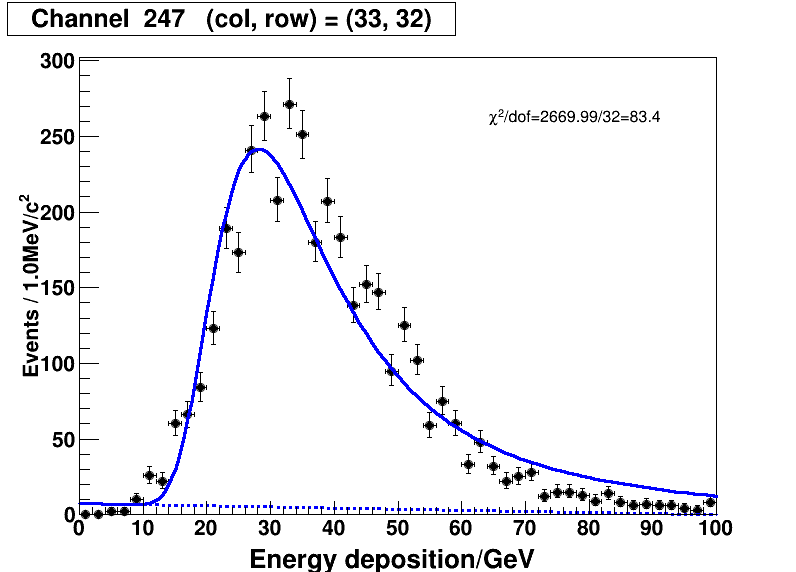 Channel 247 (col, row) = (33, 32)
χ²/dof=2669.99/32=83.4
Events / 1.0MeV/c²
300
250
200
150
100
50
0
0 10 20 30 40 50 60 70 80 90 100
Energy deposition/GeV